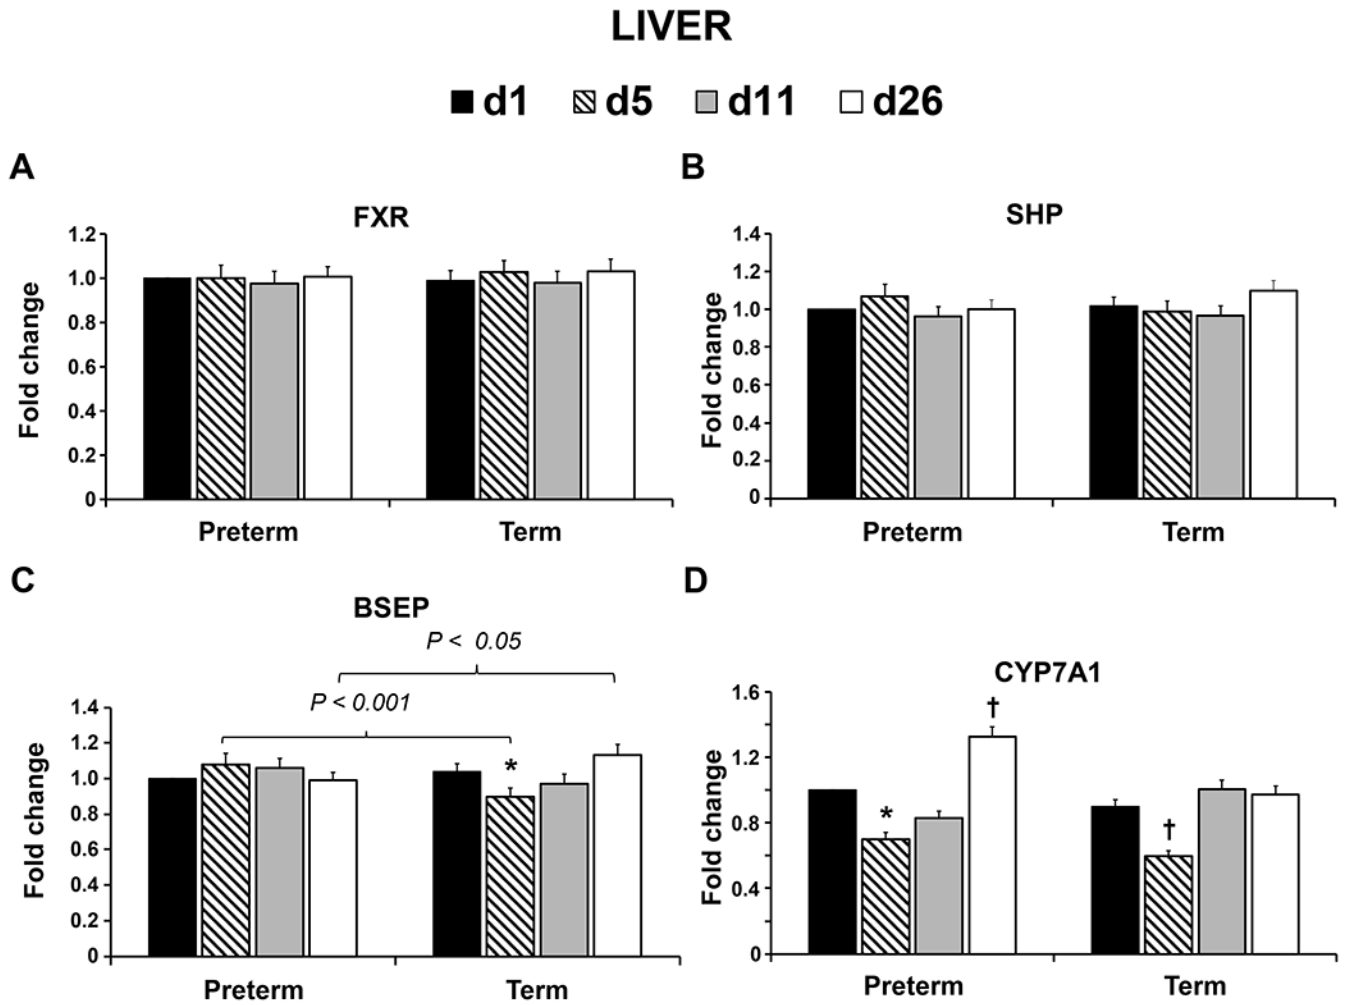 LIVER
d1 d5 d11 d26
A
FXR
Fold change
1.2
1.0
0.8
0.6
0.4
0.2
0
Preterm Term
B
SHP
Fold change
1.4
1.2
1.0
0.8
0.6
0.4
0.2
0
Preterm Term
C
BSEP
P < 0.05
P < 0.001
Fold change
1.4
1.2
1.0
0.8
0.6
0.4
0.2
0
*
Preterm Term
D
CYP7A1
Fold change
1.6
1.2
0.8
0.4
0
* † †
Preterm Term